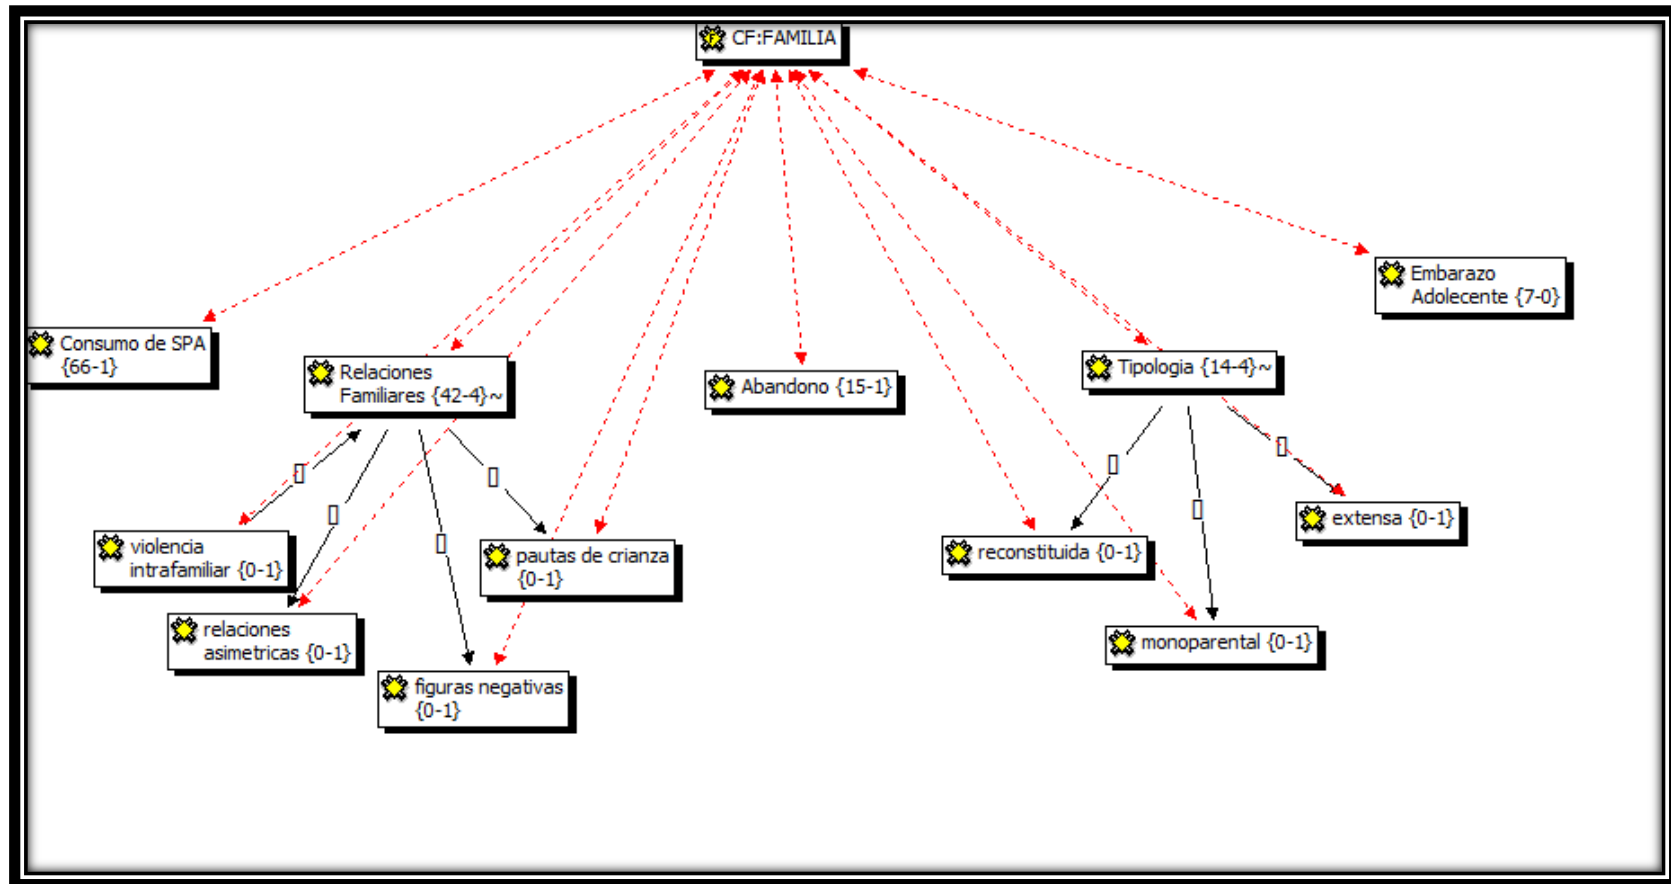 CF:FAMILIA
Embarazo
Adolecente {7-0}
Consumo de SPA
{66-1}
Relaciones
Familiares {42-4}~
Abandono {15-1}
Tipologia {14-4}~
violencia
intrafamiliar {0-1}
pautas de crianza
{0-1}
reconstituida {0-1}
extensa {0-1}
relaciones
asimetricas {0-1}
figuras negativas
{0-1}
monoparental {0-1}